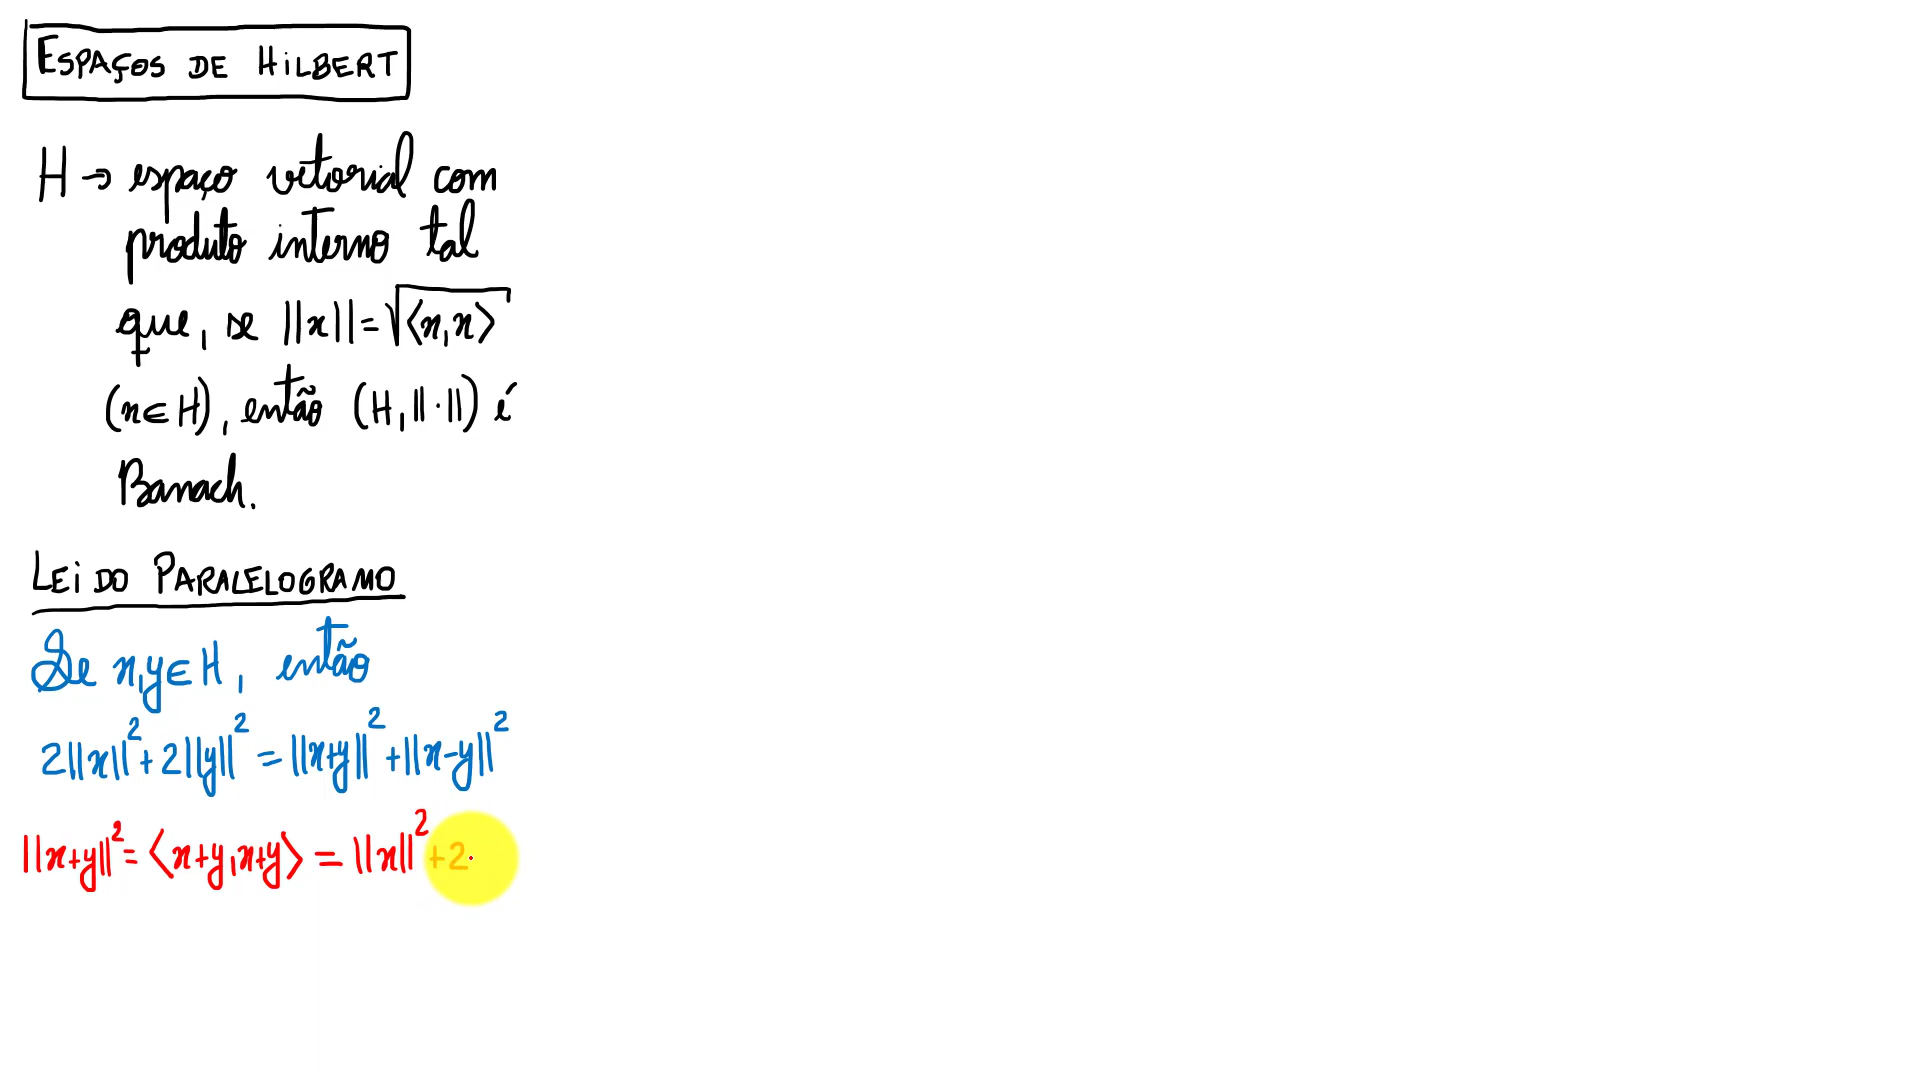 ESPAÇOS DE HILBERT
H → espaço vetorial com
produto interno tal
que, se ||x|| = √⟨x,x⟩
(x ∈ H), então (H, ||·||) é
Banach.
LEI DO PARALELOGRAMO
Se x,y ∈ H, então
2||x||² + 2||y||² = ||x+y||² + ||x-y||²
||x+y||² = ⟨x+y,x+y⟩ = ||x||² + 2